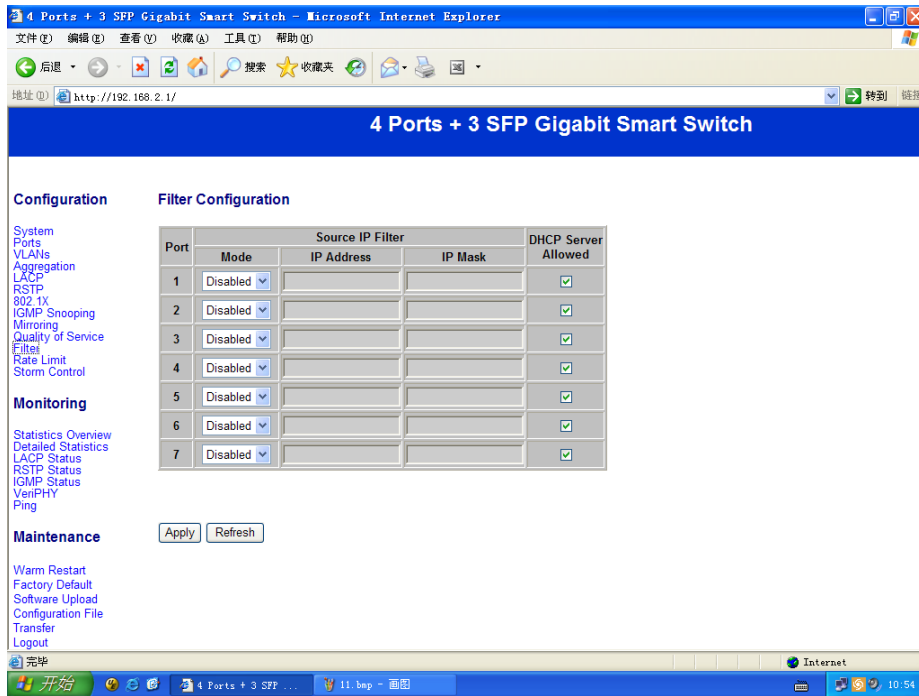 4 Ports + 3 SFP Gigabit Smart Switch - Microsoft Internet Explorer
文件(F) 编辑(E) 查看(V) 收藏(A) 工具(T) 帮助(H)
后退 搜索 收藏夹
地址(D) http://192.168.2.1/ 转到 链接
4 Ports + 3 SFP Gigabit Smart Switch
Configuration
System
Ports
VLANs
Aggregation
LACP
RSTP
802.1X
IGMP Snooping
Mirroring
Quality of Service
Filter
Rate Limit
Storm Control
Monitoring
Statistics Overview
Detailed Statistics
LACP Status
RSTP Status
IGMP Status
VeriPHY
Ping
Maintenance
Warm Restart
Factory Default
Software Upload
Configuration File
Transfer
Logout
Filter Configuration
Port Source IP Filter DHCP Server Allowed
Mode IP Address IP Mask
1 Disabled
2 Disabled
3 Disabled
4 Disabled
5 Disabled
6 Disabled
7 Disabled
Apply Refresh
完毕 Internet
开始 4 Ports + 3 SFP ... 11.bmp - 画图 10:54